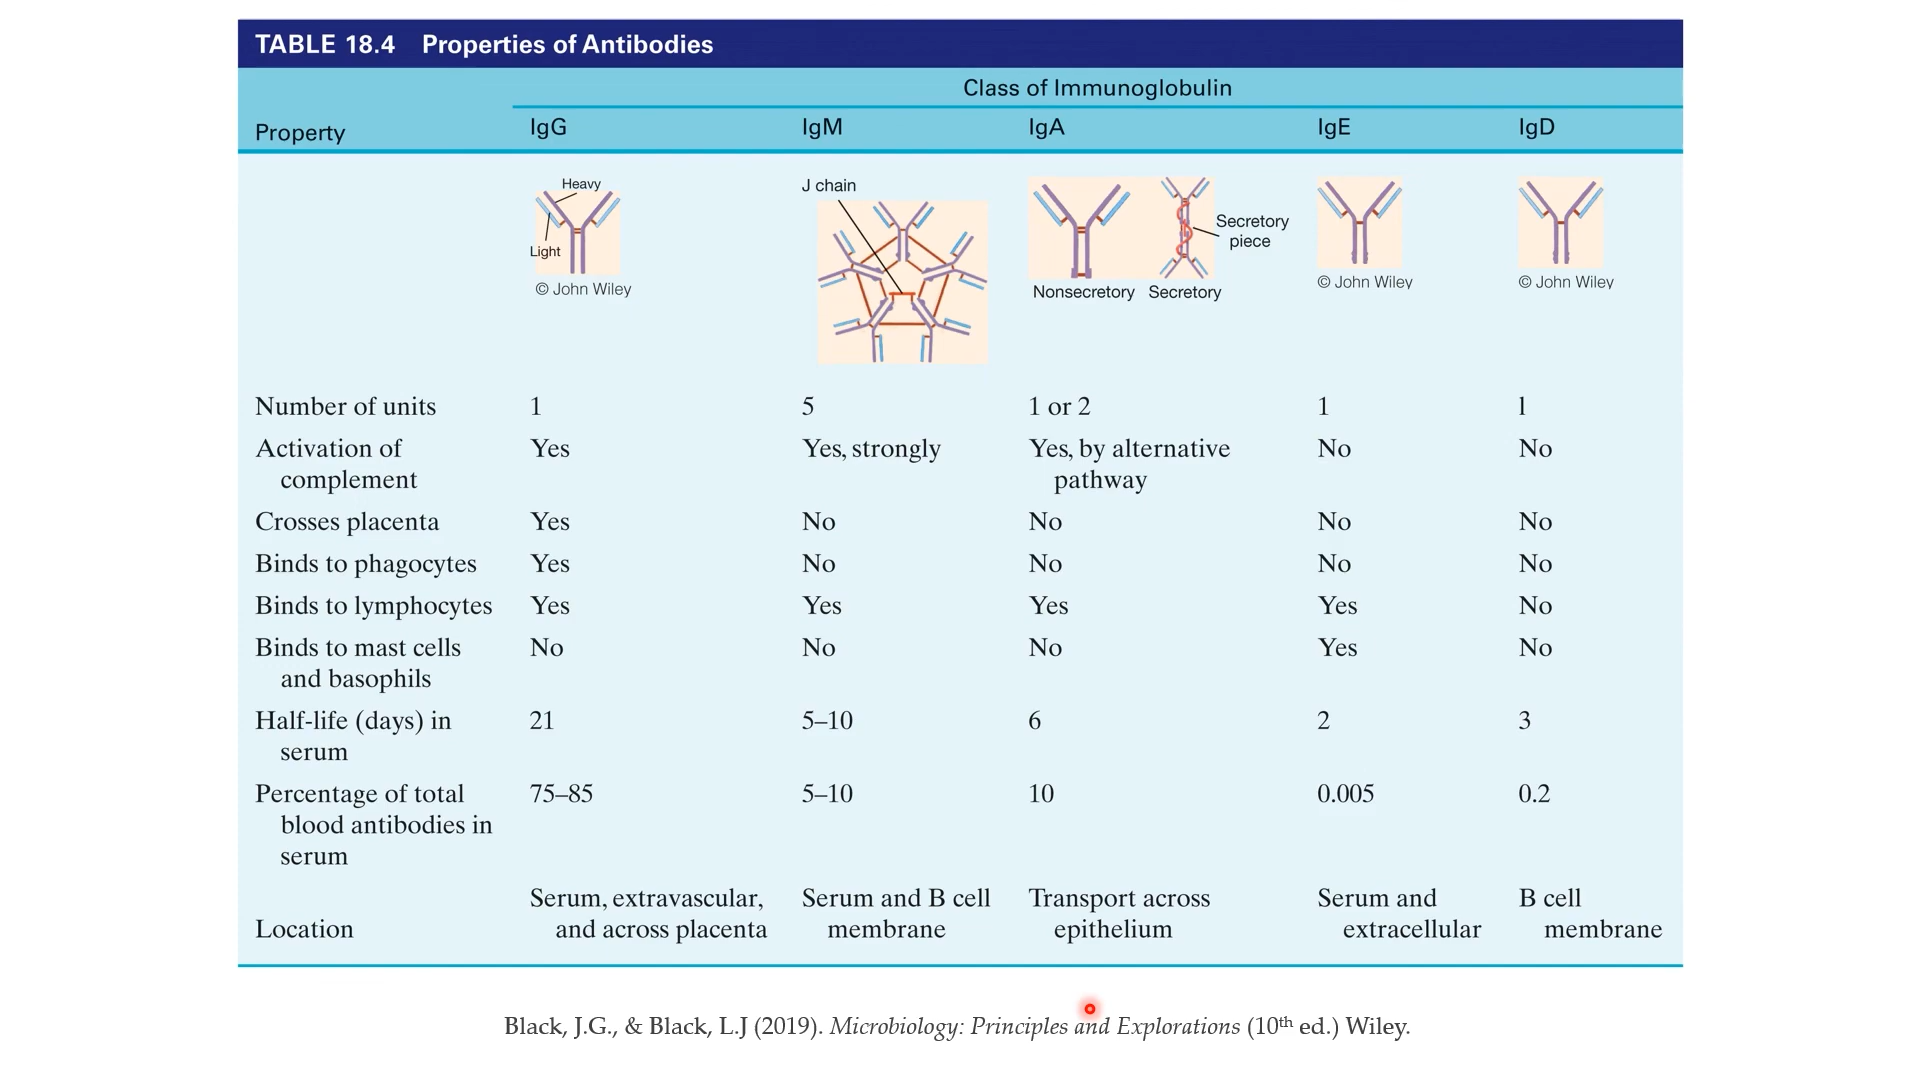 TABLE 18.4 Properties of Antibodies
Class of Immunoglobulin
Property IgG IgM IgA IgE IgD
Heavy
Light
© John Wiley
J chain
Secretory
piece
Nonsecretory Secretory
© John Wiley
© John Wiley
Number of units 1 5 1 or 2 1 1
Activation of Yes Yes, strongly Yes, by alternative No No
complement pathway
Crosses placenta Yes No No No No
Binds to phagocytes Yes No No No No
Binds to lymphocytes Yes Yes Yes Yes No
Binds to mast cells No No No Yes No
and basophils
Half-life (days) in 21 5–10 6 2 3
serum
Percentage of total 75–85 5–10 10 0.005 0.2
blood antibodies in
serum
Serum, extravascular, Serum and B cell Transport across Serum and B cell
Location and across placenta membrane epithelium extracellular membrane
Black, J.G., & Black, L.J (2019). Microbiology: Principles and Explorations (10th ed.) Wiley.